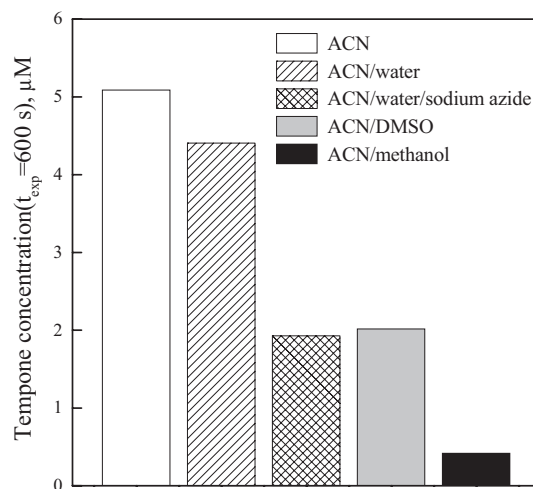 6
5
4
3
2
1
0
Tempone concentration(t_exp =600 s), µM
ACN
ACN/water
ACN/water/sodium azide
ACN/DMSO
ACN/methanol